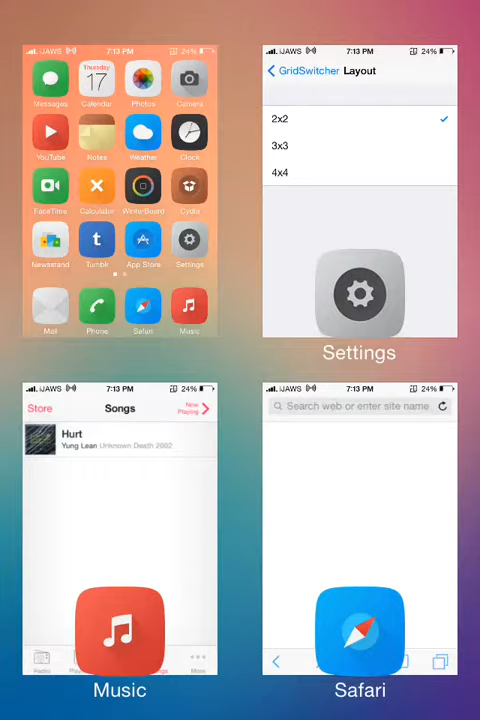 iJAWS 7:13 PM 24%
Thursday
17
Messages Calendar Photos Camera
YouTube Notes Weather Clock
FaceTime Calculator WinterBoard Cydia
t
Newsstand Tumblr App Store Settings
Mail Phone Safari Music
iJAWS 7:13 PM 24%
GridSwitcher Layout
2x2
3x3
4x4
Settings
iJAWS 7:13 PM 24%
Store Songs Now
Playing
Hurt
Yung Lean Unknown Death 2002
Radio More
Music
iJAWS 7:13 PM 24%
Search web or enter site name
Safari